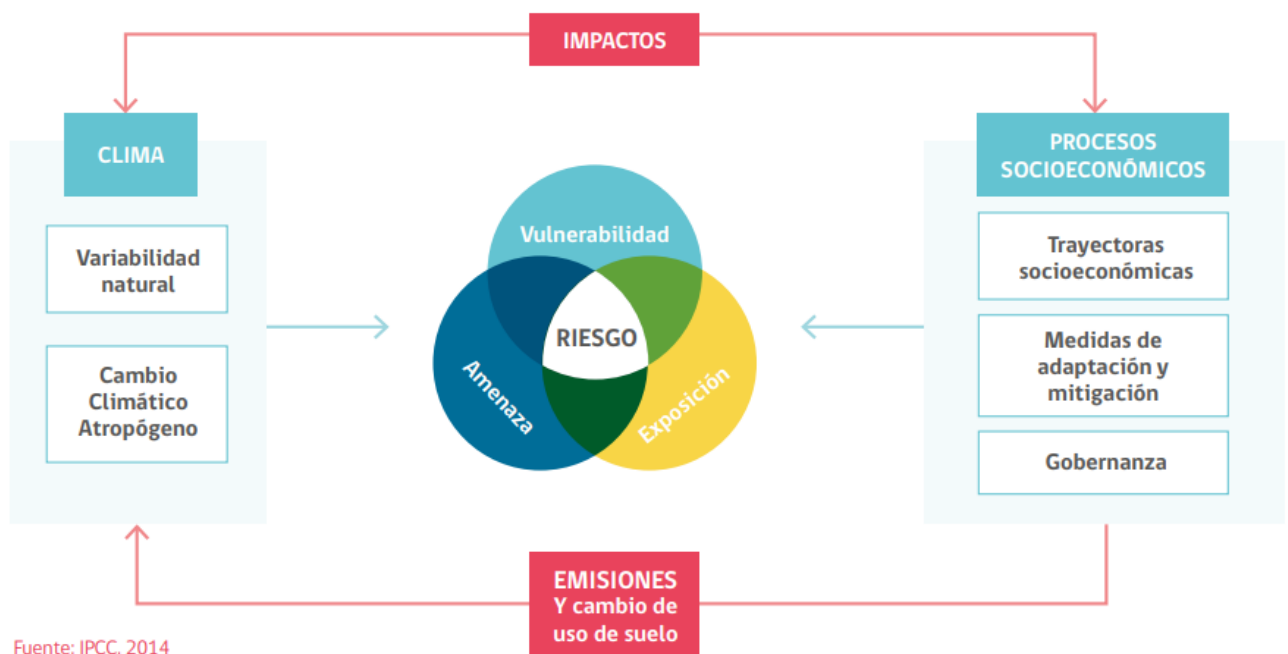 IMPACTOS
CLIMA
Variabilidad
natural
Cambio
Climático
Atropógeno
Vulnerabilidad
RIESGO
Amenaza
Exposición
PROCESOS
SOCIOECONÓMICOS
Trayectoras
socioeconómicas
Medidas de
adaptación y
mitigación
Gobernanza
EMISIONES
Y cambio de
uso de suelo
Fuente: IPCC, 2014